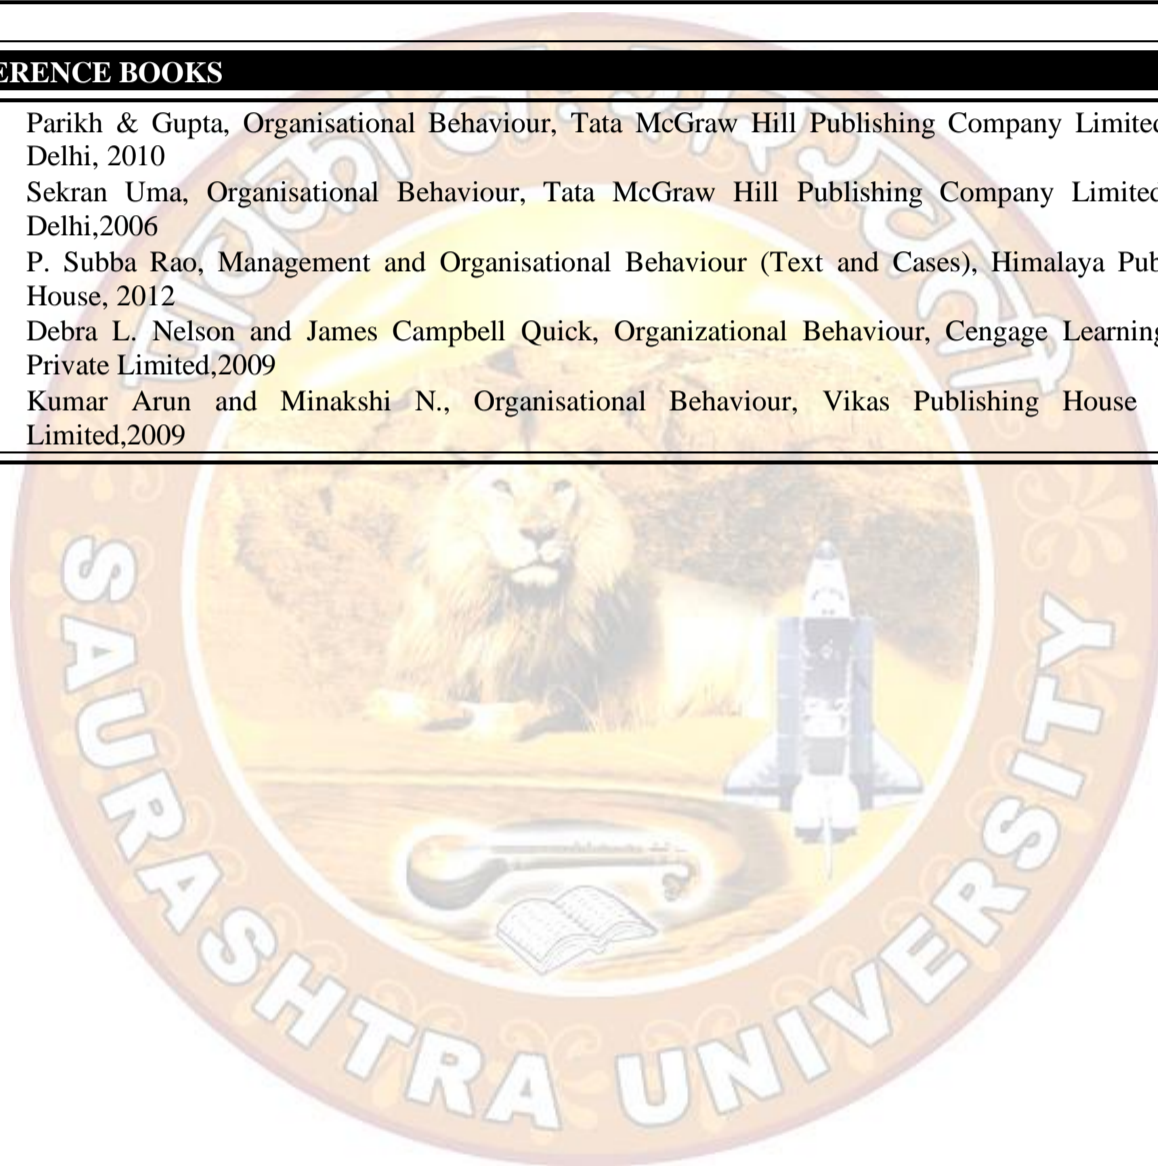 ERENCE BOOKS
Parikh & Gupta, Organisational Behaviour, Tata McGraw Hill Publishing Company Limited
Delhi, 2010
Sekran Uma, Organisational Behaviour, Tata McGraw Hill Publishing Company Limited
Delhi,2006
P. Subba Rao, Management and Organisational Behaviour (Text and Cases), Himalaya Pub
House, 2012
Debra L. Nelson and James Campbell Quick, Organizational Behaviour, Cengage Learning
Private Limited,2009
Kumar Arun and Minakshi N., Organisational Behaviour, Vikas Publishing House
Limited,2009
SAURASHTRA UNIVERSITY